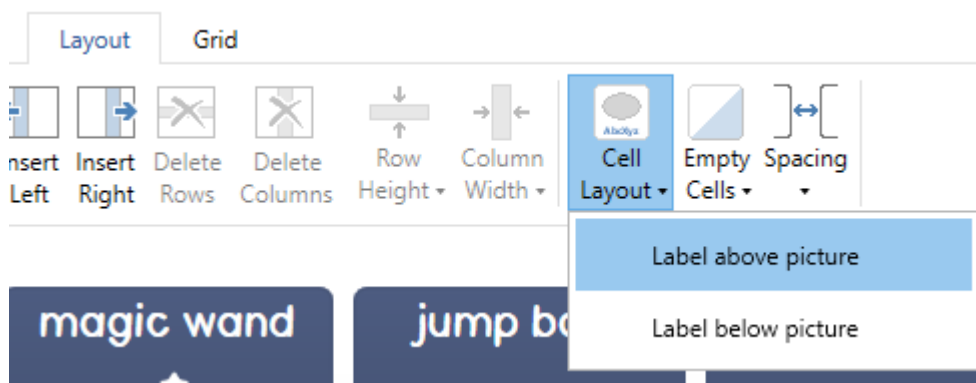 Layout Grid
nsert Insert Delete Delete Row Column Cell Empty Spacing
Left Right Rows Columns Height Width Layout Cells
AbcXyz
Label above picture
Label below picture
magic wand jump bo